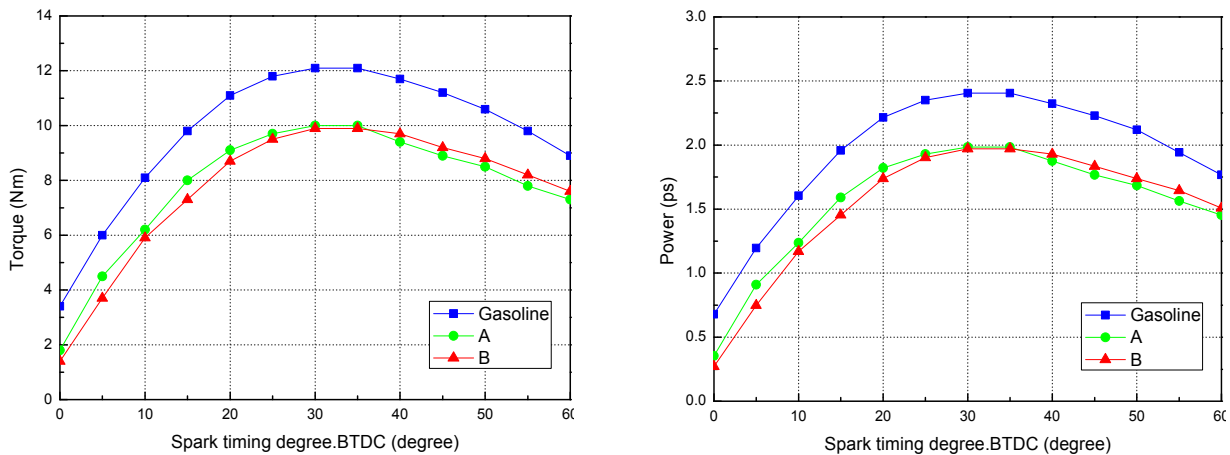 14
12
10
8
6
4
2
0
Torque (Nm)
Gasoline
A
B
0 10 20 30 40 50 60
Spark timing degree.BTDC (degree)
3.0
2.5
2.0
1.5
1.0
0.5
0.0
Power (ps)
Gasoline
A
B
0 10 20 30 40 50 60
Spark timing degree.BTDC (degree)